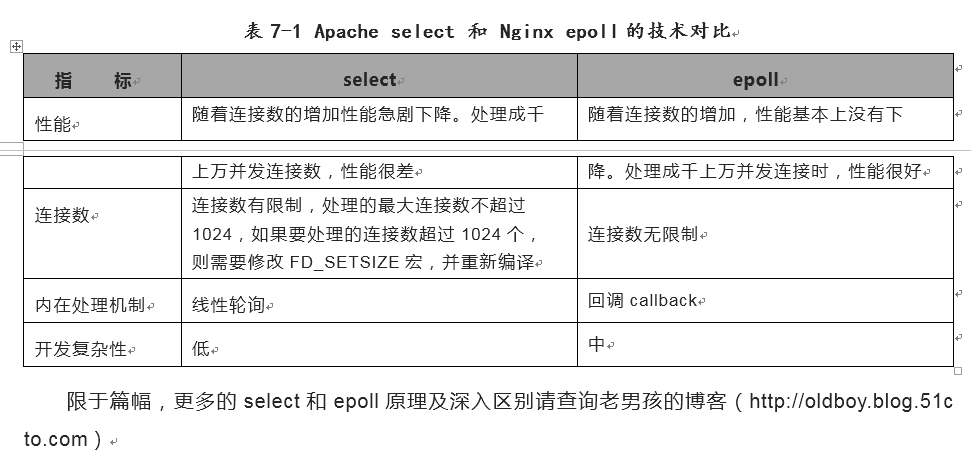 表 7-1 Apache select 和 Nginx epoll 的技术对比
指 标 select epoll
性能 随着连接数的增加性能急剧下降。处理成千 随着连接数的增加，性能基本上没有下
上万并发连接数，性能很差 降。处理成千上万并发连接时，性能很好
连接数
连接数有限制，处理的最大连接数不超过
1024，如果要处理的连接数超过 1024 个，
则需要修改 FD_SETSIZE 宏，并重新编译
连接数无限制
内在处理机制 线性轮询 回调 callback
开发复杂性 低 中
限于篇幅，更多的 select 和 epoll 原理及深入区别请查询老男孩的博客（http://oldboy.blog.51c
to.com）